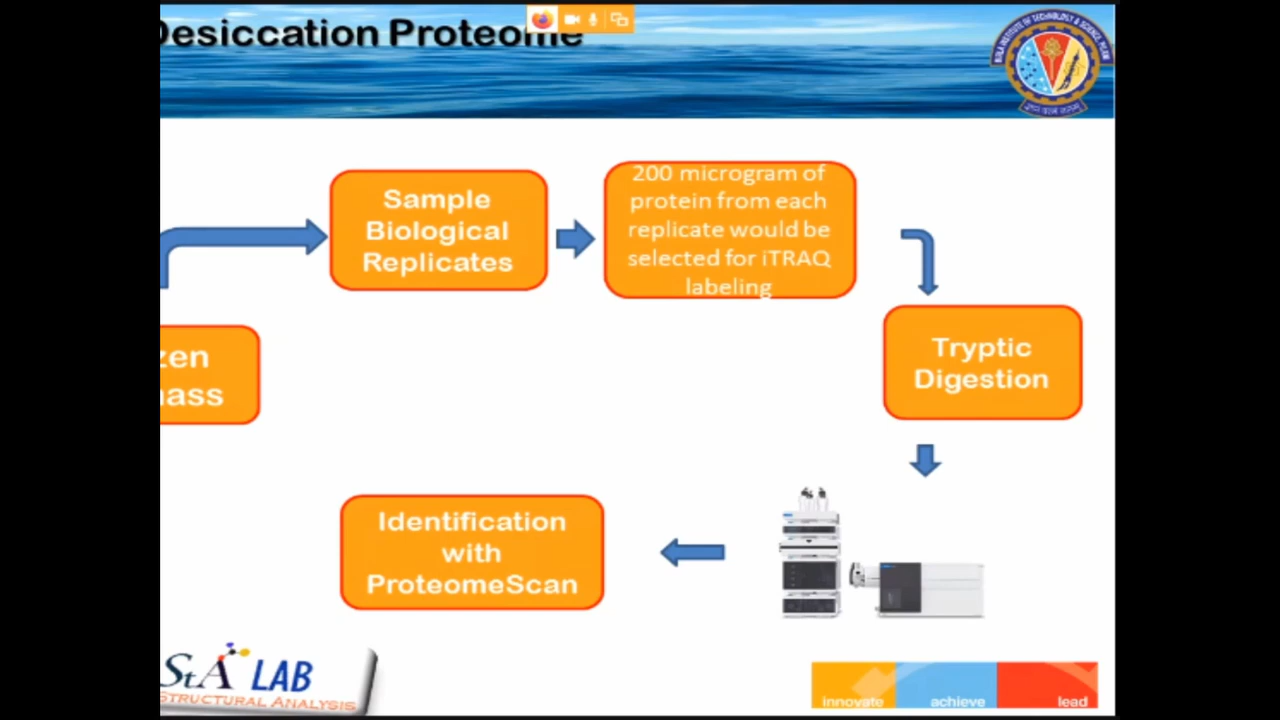 Desiccation Proteome
Sample
Biological
Replicates
200 microgram of
protein from each
replicate would be
selected for iTRAQ
labeling
zen
mass
Tryptic
Digestion
Identification
with
ProteomeScan
StA LAB
STRUCTURAL ANALYSIS
innovate
achieve
lead